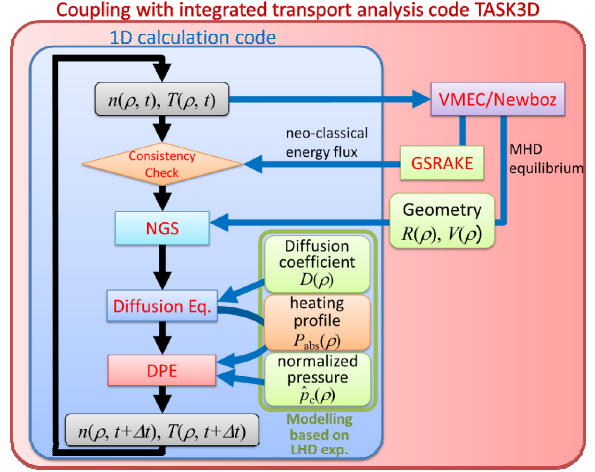 Coupling with integrated transport analysis code TASK3D
1D calculation code
n(ρ, t), T(ρ, t)
VMEC/Newboz
neo-classical
energy flux
MHD
equilibrium
Consistency
Check
GSRAKE
NGS
Geometry
R(ρ), V(ρ)
Diffusion
coefficient
D(ρ)
Diffusion Eq.
heating
profile
P_abs(ρ)
DPE
normalized
pressure
p̂_c(ρ)
n(ρ, t+Δt), T(ρ, t+Δt)
Modelling
based on
LHD exp.